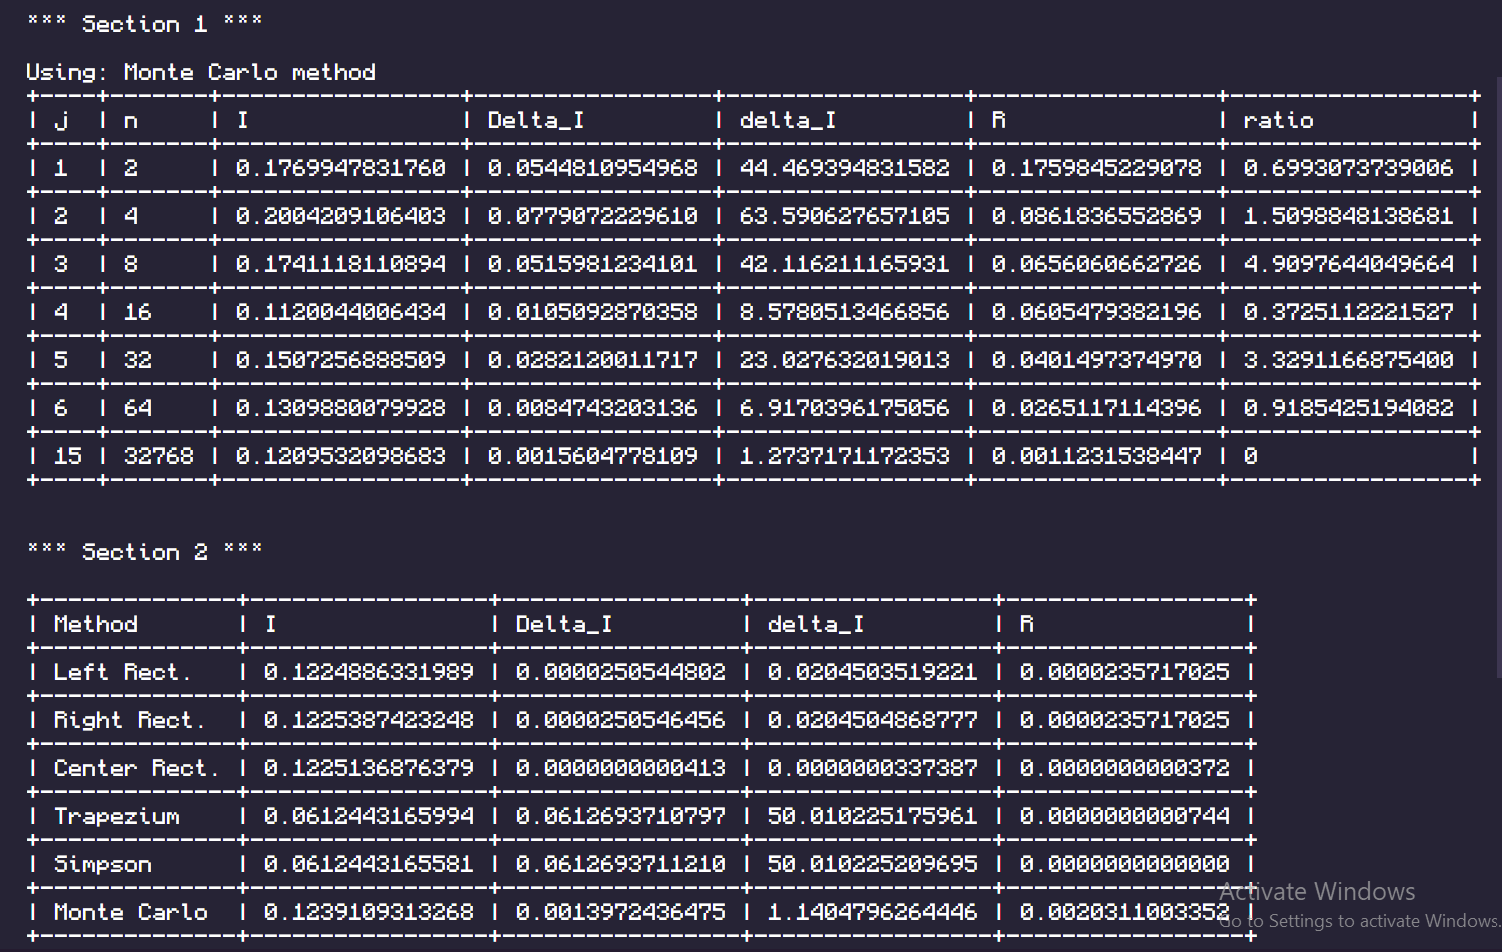 *** Section 1 ***
Using: Monte Carlo method
+----+-------+-----------------+-----------------+-----------------+-----------------+-----------------+
| j  | n     | I               | Delta_I         | delta_I         | R               | ratio           |
+----+-------+-----------------+-----------------+-----------------+-----------------+-----------------+
| 1  | 2     | 0.1769947831760 | 0.0544810954968 | 44.469394831582 | 0.1759845229078 | 0.6993073739006 |
+----+-------+-----------------+-----------------+-----------------+-----------------+-----------------+
| 2  | 4     | 0.2004209106403 | 0.0779072229610 | 63.590627657105 | 0.0861836552869 | 1.5098848138681 |
+----+-------+-----------------+-----------------+-----------------+-----------------+-----------------+
| 3  | 8     | 0.1741118110894 | 0.0515981234101 | 42.116211165931 | 0.0656060662726 | 4.9097644049664 |
+----+-------+-----------------+-----------------+-----------------+-----------------+-----------------+
| 4  | 16    | 0.1120044006434 | 0.0105092870358 | 8.5780513466856 | 0.0605479382196 | 0.3725112221527 |
+----+-------+-----------------+-----------------+-----------------+-----------------+-----------------+
| 5  | 32    | 0.1507256888509 | 0.0282120011717 | 23.027632019013 | 0.0401497374970 | 3.3291166875400 |
+----+-------+-----------------+-----------------+-----------------+-----------------+-----------------+
| 6  | 64    | 0.1309880079928 | 0.0084743203136 | 6.9170396175056 | 0.0265117114396 | 0.9185425194082 |
+----+-------+-----------------+-----------------+-----------------+-----------------+-----------------+
| 15 | 32768 | 0.1209532098683 | 0.0015604778109 | 1.2737171172353 | 0.0011231538447 | 0               |
+----+-------+-----------------+-----------------+-----------------+-----------------+-----------------+
*** Section 2 ***
+--------------+-----------------+-----------------+-----------------+-----------------+
| Method       | I               | Delta_I         | delta_I         | R               |
+--------------+-----------------+-----------------+-----------------+-----------------+
| Left Rect.   | 0.1224886331989 | 0.0000250544802 | 0.0204503519221 | 0.0000235717025 |
+--------------+-----------------+-----------------+-----------------+-----------------+
| Right Rect.  | 0.1225387423248 | 0.0000250546456 | 0.0204504868777 | 0.0000235717025 |
+--------------+-----------------+-----------------+-----------------+-----------------+
| Center Rect. | 0.1225136876379 | 0.0000000000413 | 0.0000000337387 | 0.0000000000372 |
+--------------+-----------------+-----------------+-----------------+-----------------+
| Trapezium    | 0.0612443165994 | 0.0612693710797 | 50.010225175961 | 0.0000000000744 |
+--------------+-----------------+-----------------+-----------------+-----------------+
| Simpson      | 0.0612443165581 | 0.0612693711210 | 50.010225209695 | 0.0000000000000 |
+--------------+-----------------+-----------------+-----------------+-----------------+
| Monte Carlo  | 0.1239109313268 | 0.0013972436475 | 1.1404796264446 | 0.0020311003352 |
+--------------+-----------------+-----------------+-----------------+-----------------+
Activate Windows
Go to Settings to activate Windows.